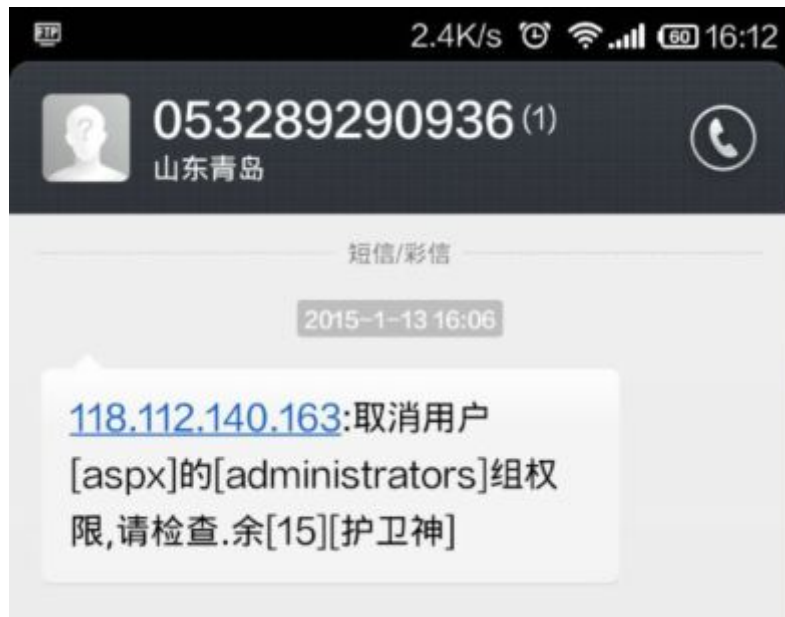 FTP 2.4K/s 60 16:12
053289290936 (1)
山东青岛
短信/彩信
2015-1-13 16:06
118.112.140.163:取消用户
[aspx]的[administrators]组权
限,请检查.余[15][护卫神]